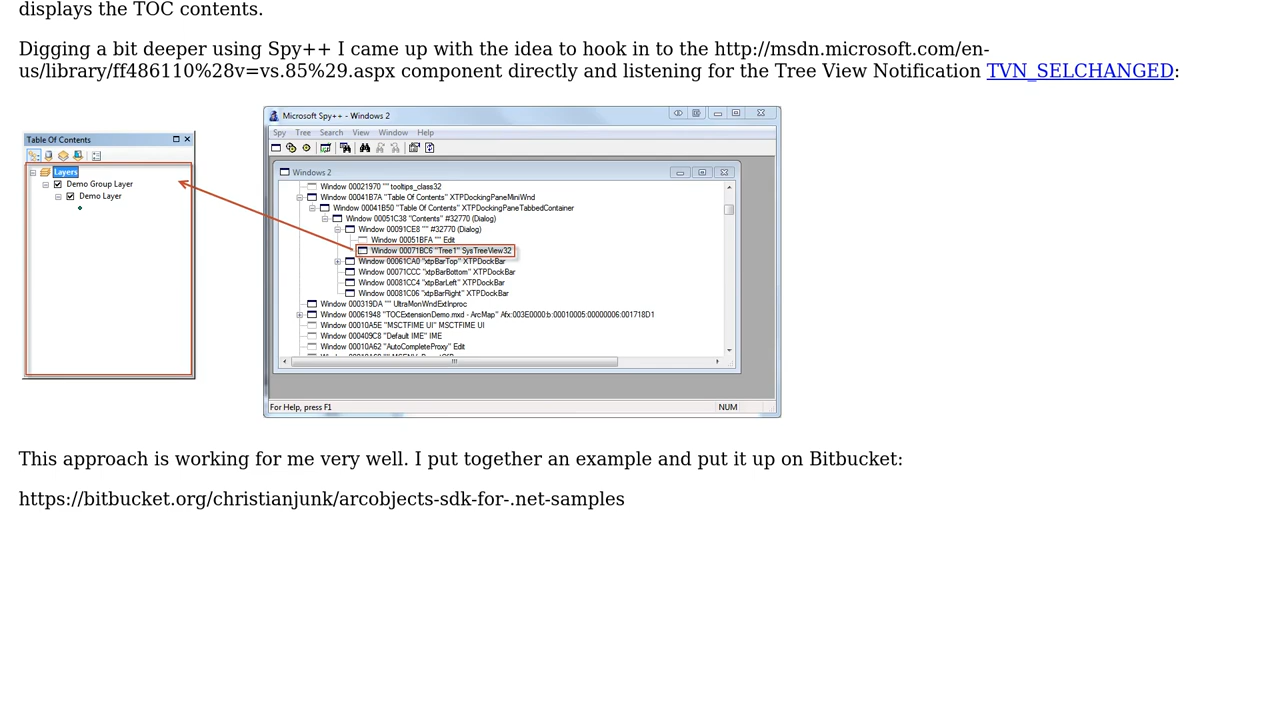 displays the TOC contents.
Digging a bit deeper using Spy++ I came up with the idea to hook in to the http://msdn.microsoft.com/en-
us/library/ff486110%28v=vs.85%29.aspx component directly and listening for the Tree View Notification TVN_SELCHANGED:
Table Of Contents
Layers
Demo Group Layer
Demo Layer
Microsoft Spy++ - Windows 2
Spy Tree Search View Window Help
Windows 2
Window 00021970 "" tooltips_class32
Window 00041B7A "Table Of Contents" XTPDockingPaneMiniWnd
Window 00041B50 "Table Of Contents" XTPDockingPaneTabbedContainer
Window 00051C38 "Contents" #32770 (Dialog)
Window 00091CE8 "" #32770 (Dialog)
Window 00051BFA "" Edit
Window 00071BC6 "Tree1" SysTreeView32
Window 00061CA0 "xtpBarTop" XTPDockBar
Window 00071CCC "xtpBarBottom" XTPDockBar
Window 00081CC4 "xtpBarLeft" XTPDockBar
Window 00081C06 "xtpBarRight" XTPDockBar
Window 000319DA "" UltraMonWndExtInproc
Window 00061948 "TOCExtensionDemo.mxd - ArcMap" Afx:003E0000:b:00010005:00000006:001718D1
Window 00010A5E "MSCTFIME UI" MSCTFIME UI
Window 000409C8 "Default IME" IME
Window 00010A62 "AutoCompleteProxy" Edit
For Help, press F1
NUM
This approach is working for me very well. I put together an example and put it up on Bitbucket:
https://bitbucket.org/christianjunk/arcobjects-sdk-for-.net-samples